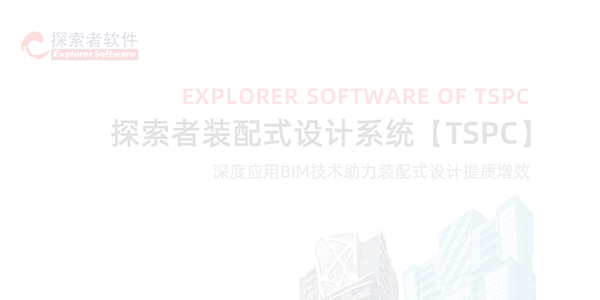 探索者软件
Explorer Software
EXPLORER SOFTWARE OF TSPC
探索者装配式设计系统【TSPC】
深度应用BIM技术助力装配式设计提质增效